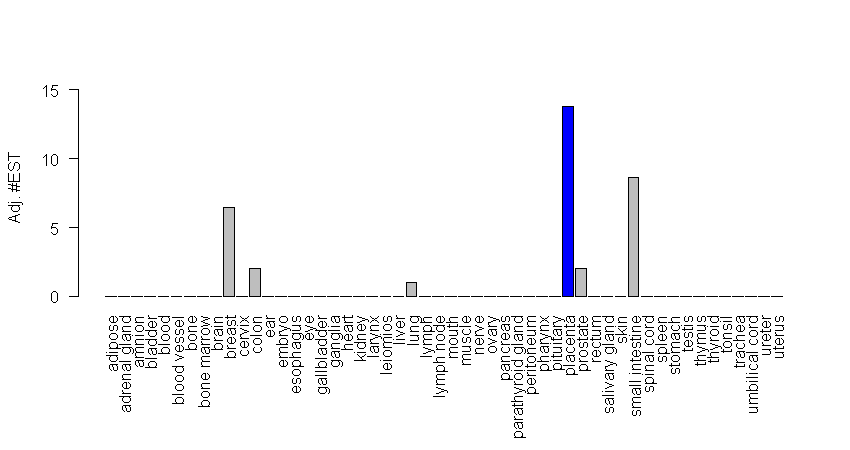 Adj. #EST
15
10
5
0
adipose
adrenal gland
amnion
bladder
blood
blood vessel
bone
bone marrow
brain
breast
cervix
colon
ear
embryo
esophagus
eye
gallbladder
ganglia
heart
kidney
larynx
leiomios
liver
lung
lymph
lymph node
mouth
muscle
nerve
ovary
pancreas
parathyroid gland
peritoneum
pharynx
pituitary
placenta
prostate
rectum
salivary gland
skin
small intestine
spinal cord
spleen
stomach
testis
thymus
thyroid
tonsil
trachea
umbilical cord
ureter
uterus